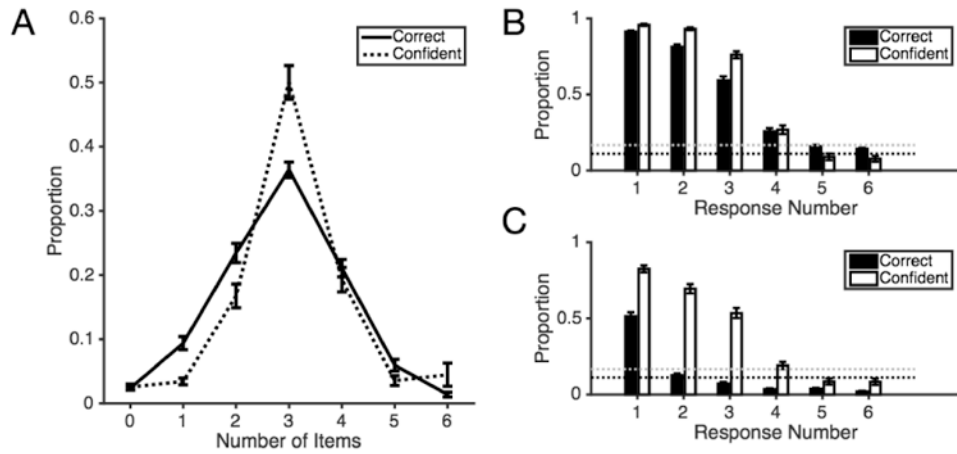 A
0.6
0.5
0.4
0.3
0.2
0.1
0
Proportion
Correct
Confident
0 1 2 3 4 5 6
Number of Items
B
1
0.5
0
Proportion
Correct
Confident
1 2 3 4 5 6
Response Number
C
1
0.5
0
Proportion
Correct
Confident
1 2 3 4 5 6
Response Number